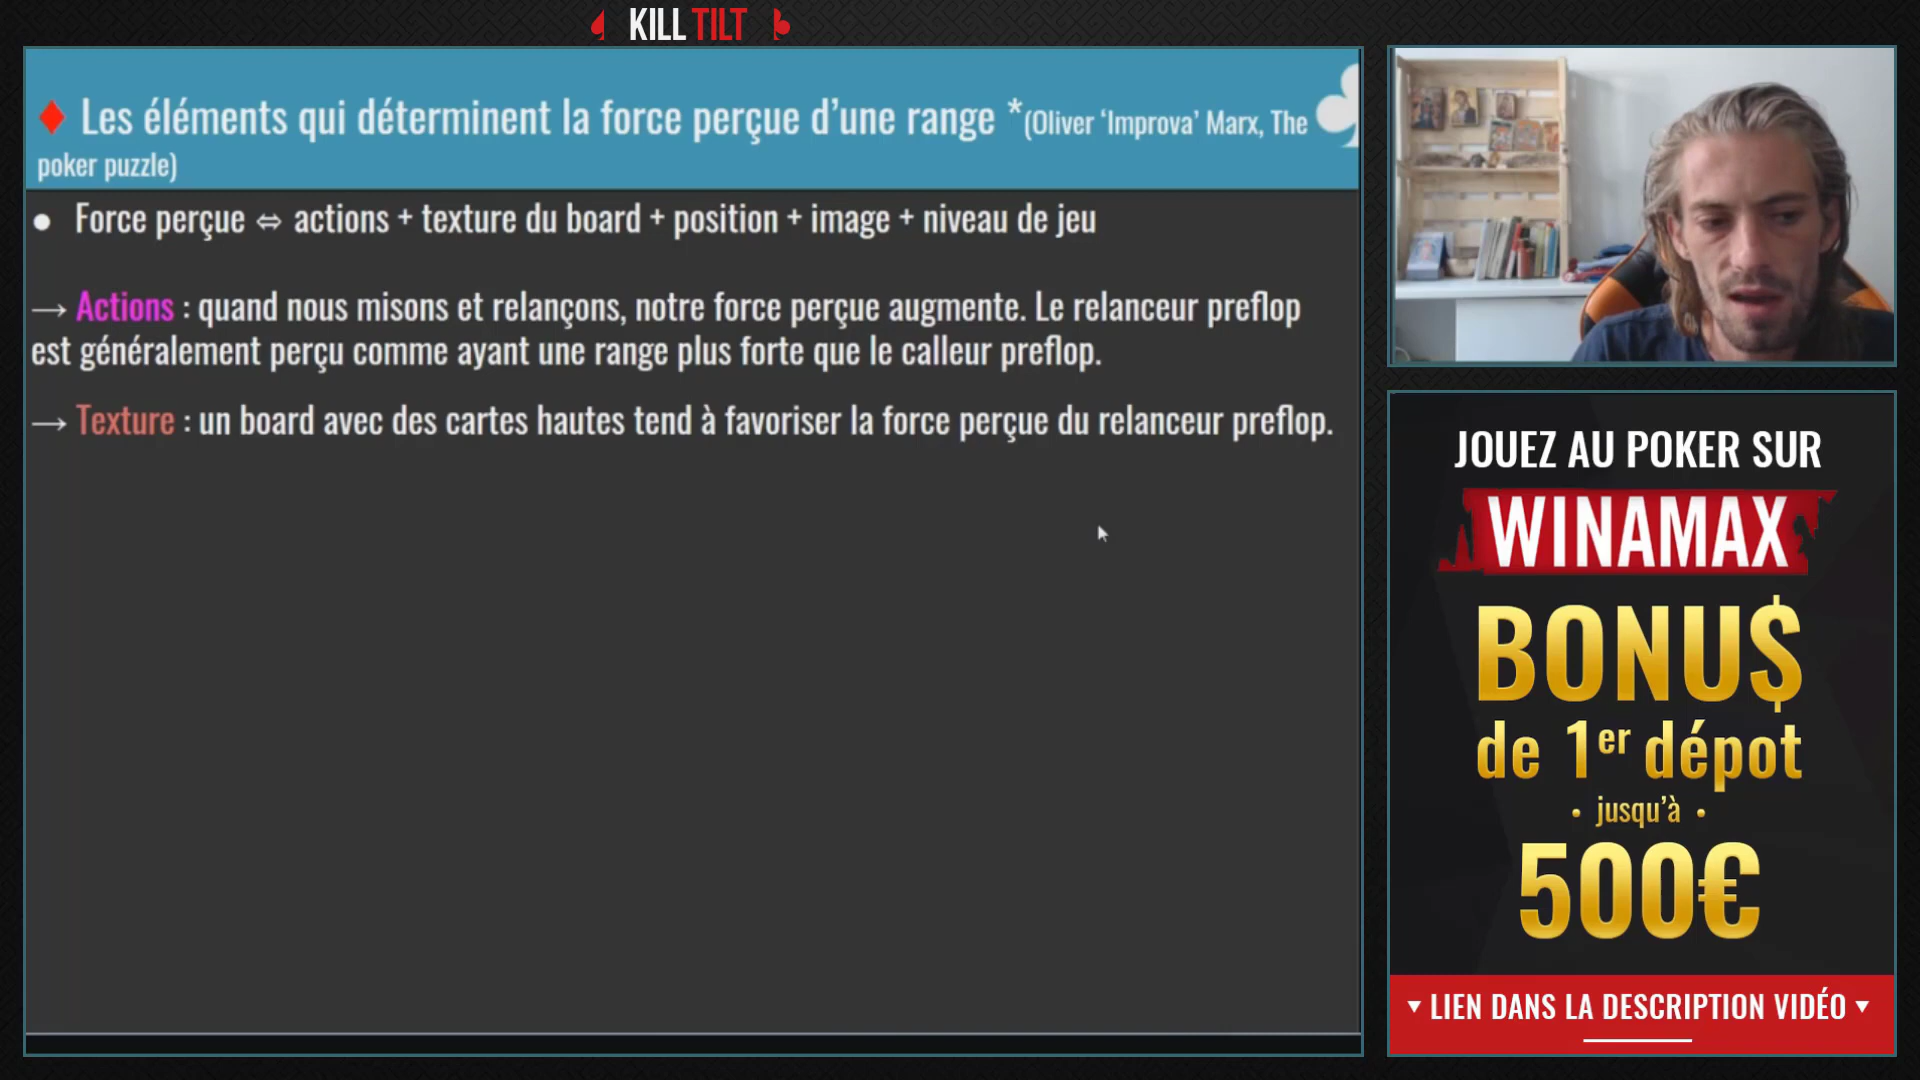 KILL TILT
Les éléments qui déterminent la force perçue d’une range *(Oliver ‘Improva’ Marx, The
poker puzzle)
● Force perçue ⇔ actions + texture du board + position + image + niveau de jeu
→ Actions : quand nous misons et relançons, notre force perçue augmente. Le relanceur preflop
est généralement perçu comme ayant une range plus forte que le calleur preflop.
→ Texture : un board avec des cartes hautes tend à favoriser la force perçue du relanceur preflop.
JOUEZ AU POKER SUR
WINAMAX
BONU$
de 1er dépot
• jusqu’à •
500€
▼ LIEN DANS LA DESCRIPTION VIDÉO ▼